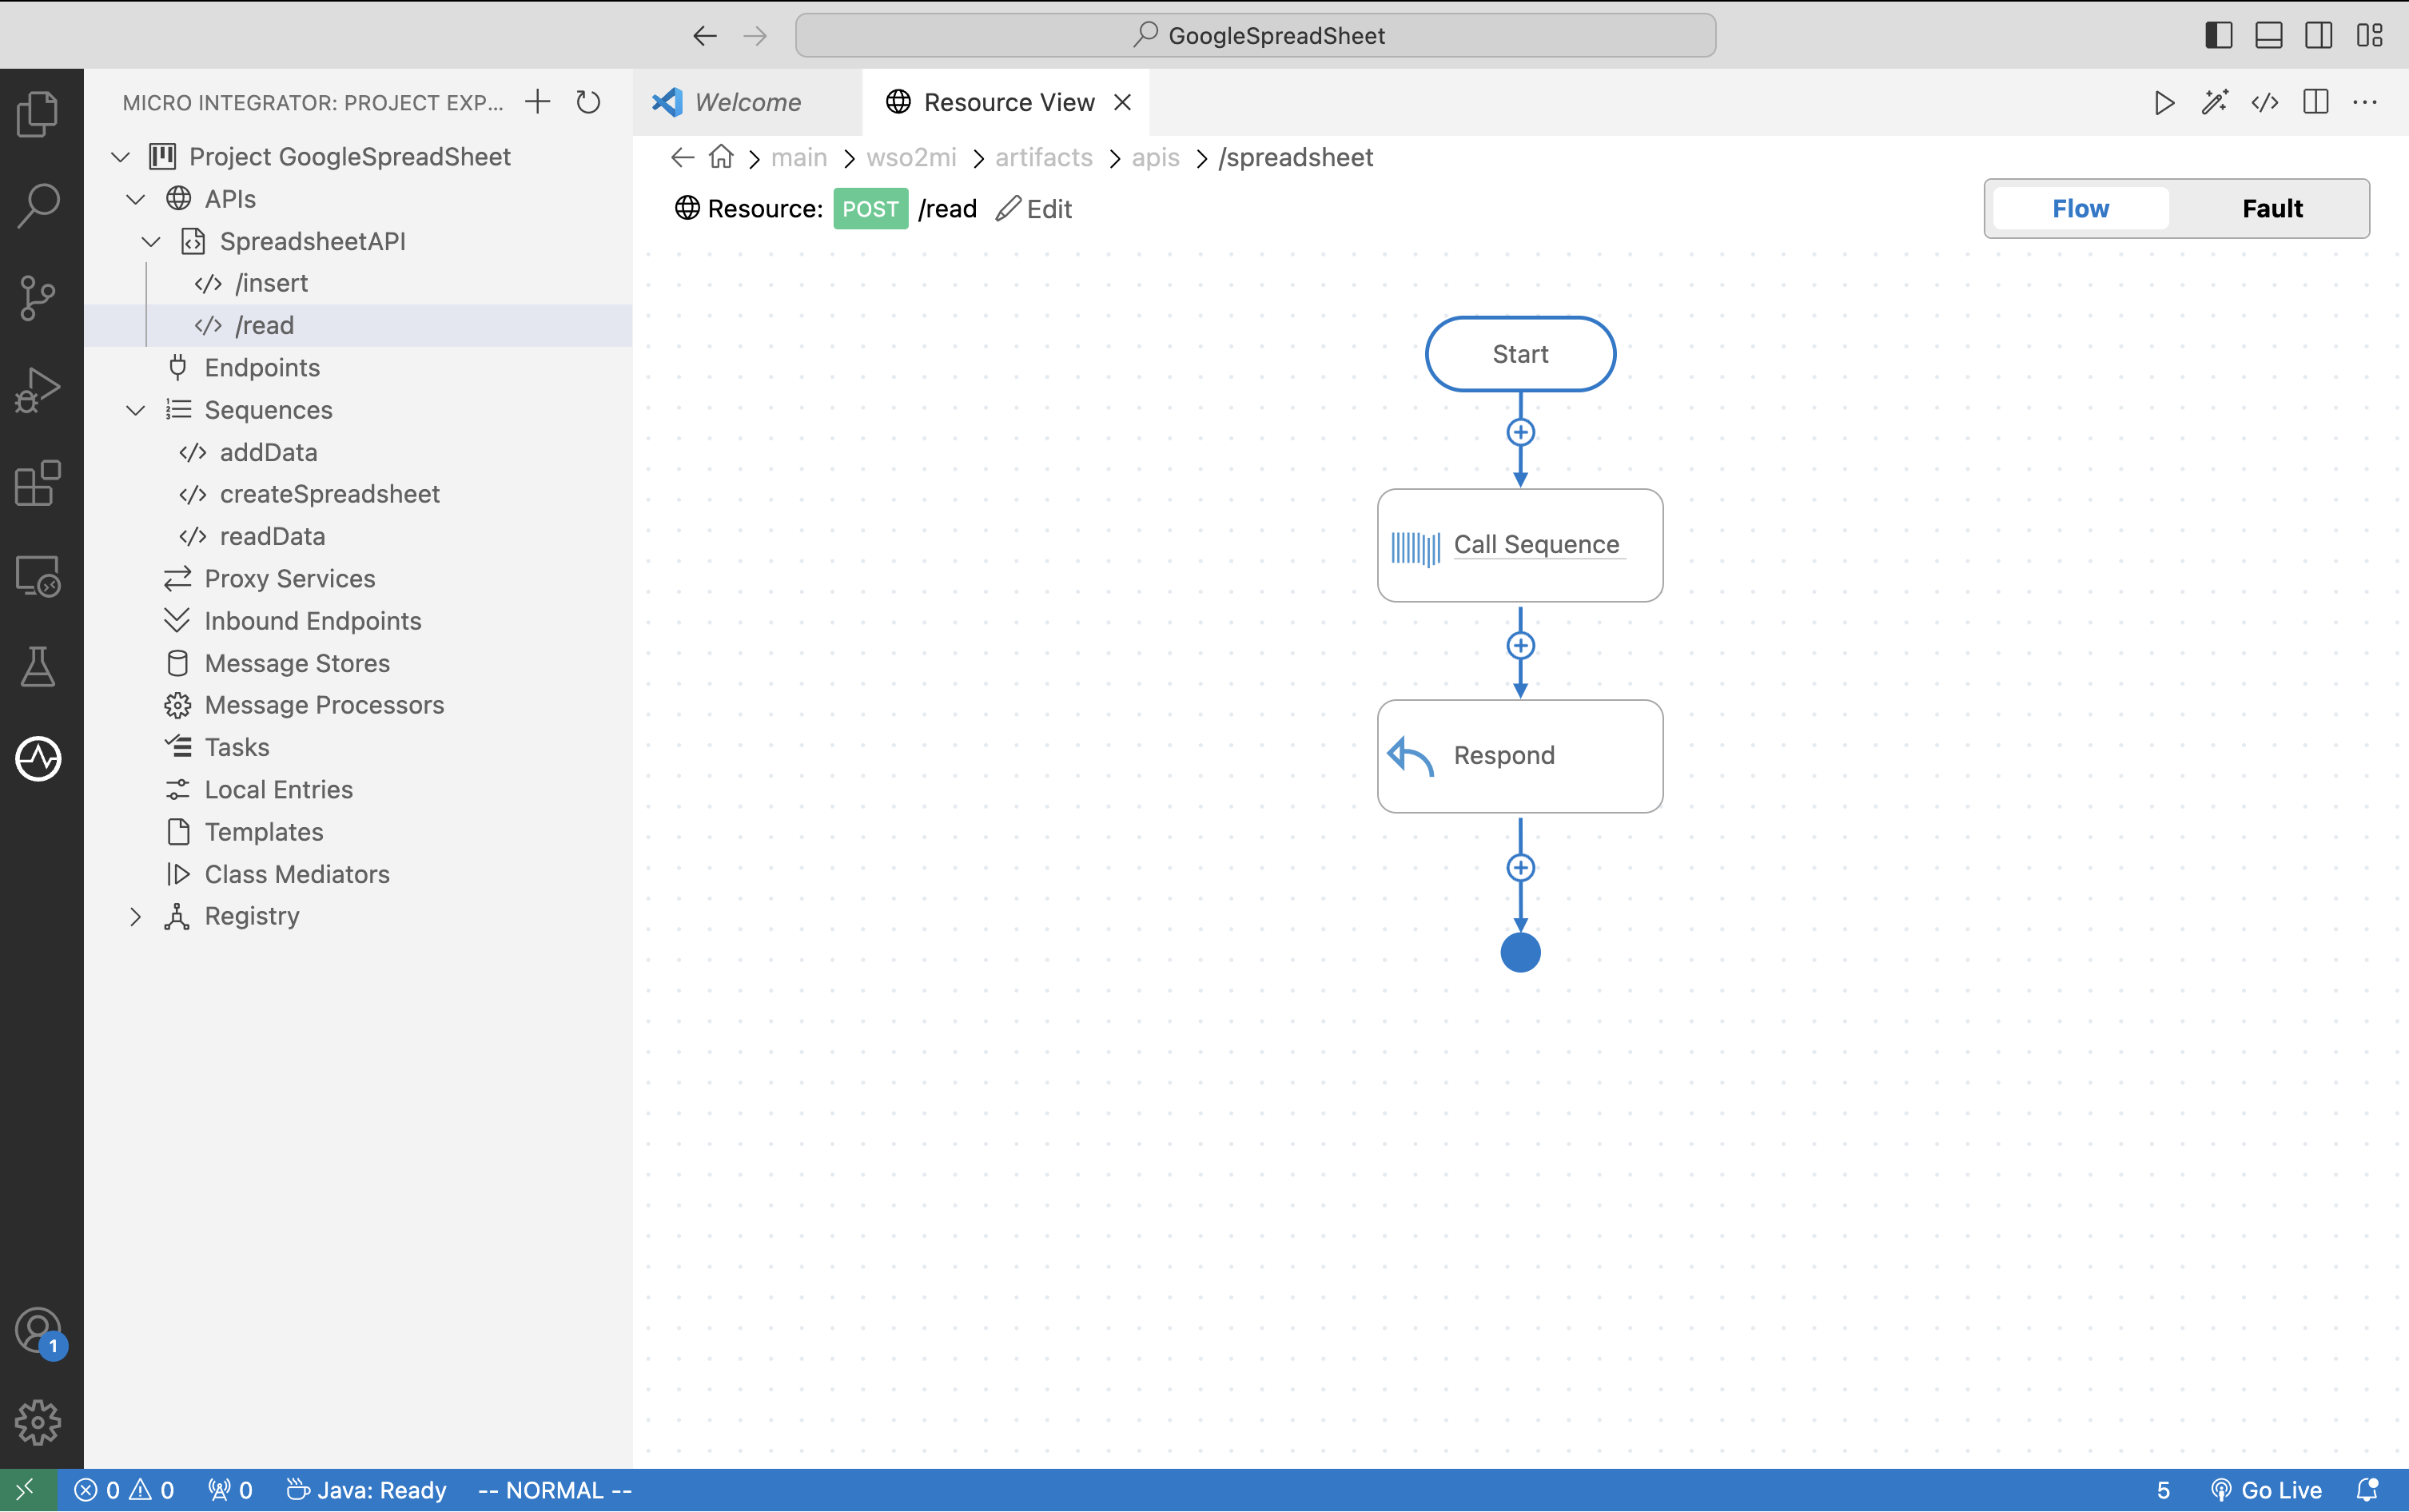 GoogleSpreadSheet
MICRO INTEGRATOR: PROJECT EXP...
Project GoogleSpreadSheet
APIs
SpreadsheetAPI
/insert
/read
Endpoints
Sequences
addData
createSpreadsheet
readData
Proxy Services
Inbound Endpoints
Message Stores
Message Processors
Tasks
Local Entries
Templates
Class Mediators
Registry
1
Welcome
Resource View
main > wso2mi > artifacts > apis > /spreadsheet
Resource: POST /read Edit
Flow Fault
Start
Call Sequence
Respond
0 0 0 Java: Ready -- NORMAL -- 5 Go Live